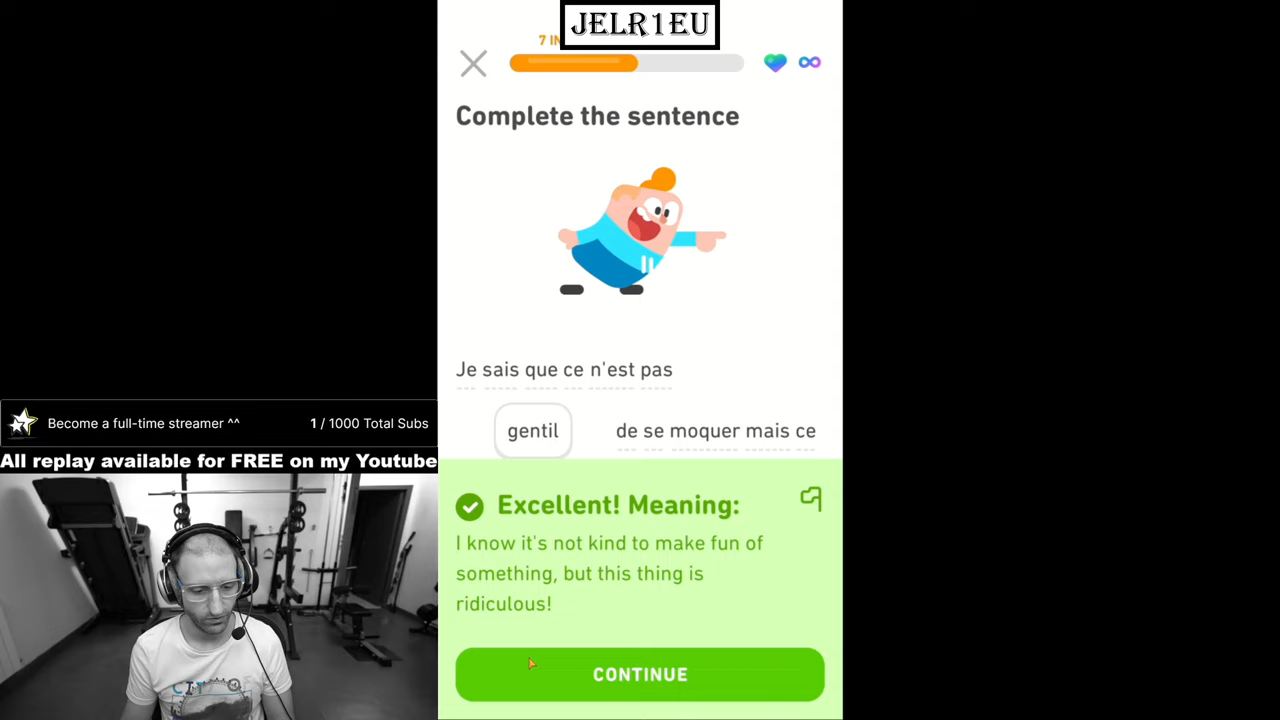 JELR1EU
7 IN
Complete the sentence
Je sais que ce n'est pas
gentil de se moquer mais ce
Become a full-time streamer ^^ 1 / 1000 Total Subs
All replay available for FREE on my Youtube
Excellent! Meaning:
I know it's not kind to make fun of
something, but this thing is
ridiculous!
CONTINUE